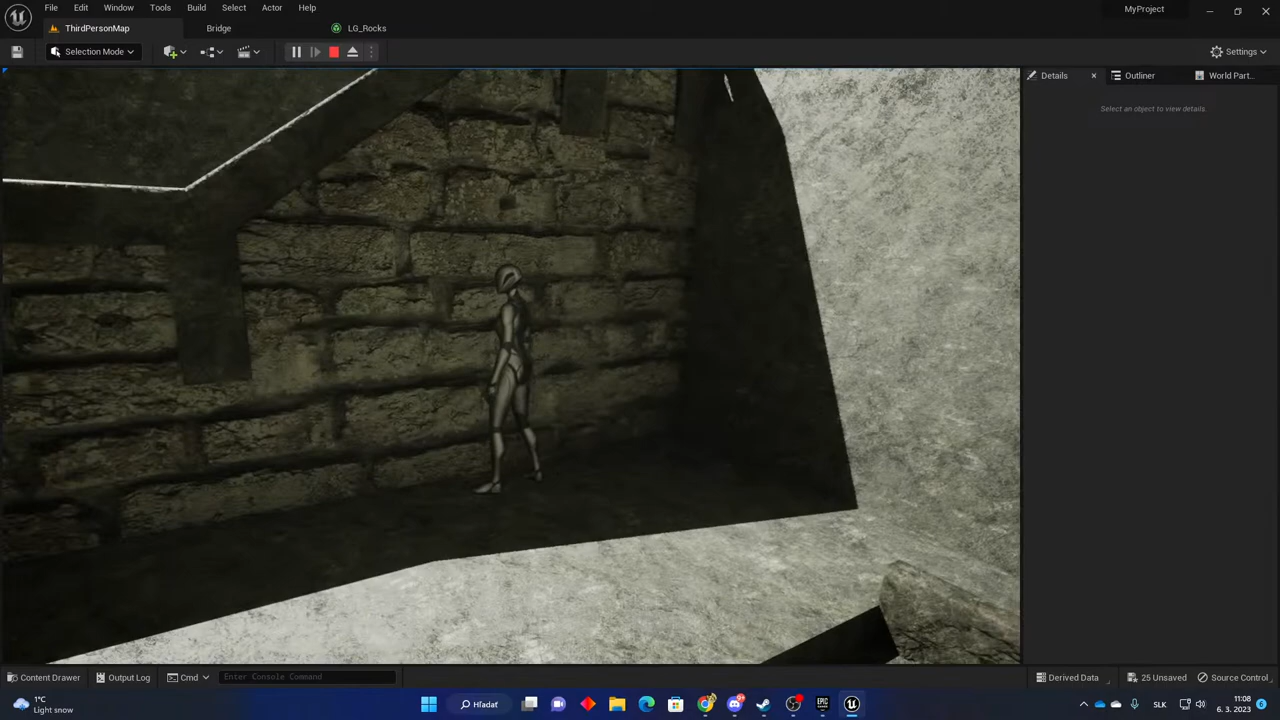 File Edit Window Tools Build Select Actor Help
MyProject
ThirdPersonMap Bridge LG_Rocks
Selection Mode Settings
Details Outliner World Part...
Select an object to view details.
Content Drawer Output Log Cmd Enter Console Command Derived Data 25 Unsaved Source Control
1°C
Light snow
Hľadať
SLK
11:08
6. 3. 2023